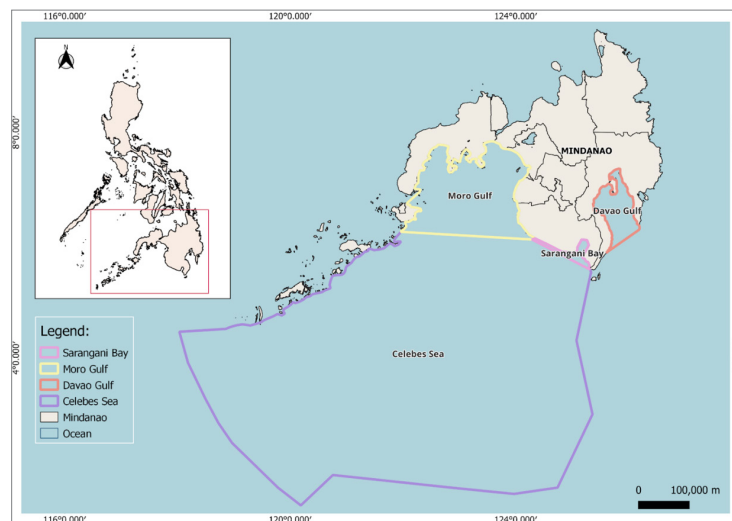 116°0.000′ 120°0.000′ 124°0.000′
N
8°0.000′
MINDANAO
Moro Gulf
Davao Gulf
Sarangani Bay
Legend:
Sarangani Bay
Moro Gulf
Davao Gulf
Celebes Sea
Mindanao
Ocean
4°0.000′
Celebes Sea
0 100,000 m
116°0.000′ 120°0.000′ 124°0.000′